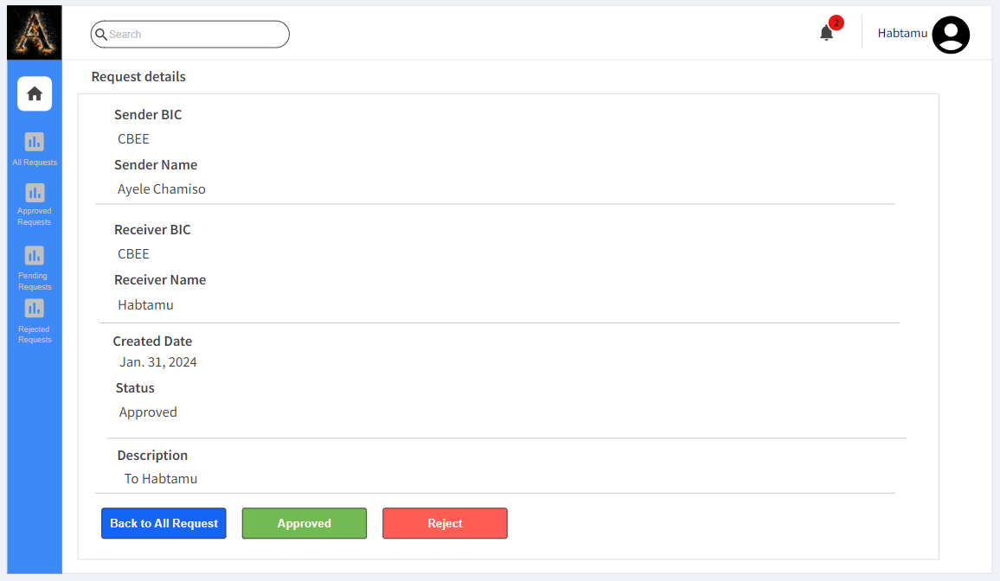 A
Search
2
Habtamu
Request details
All Requests
Approved
Requests
Pending
Requests
Rejected
Requests
Sender BIC
CBEE
Sender Name
Ayele Chamiso
Receiver BIC
CBEE
Receiver Name
Habtamu
Created Date
Jan. 31, 2024
Status
Approved
Description
To Habtamu
Back to All Request
Approved
Reject